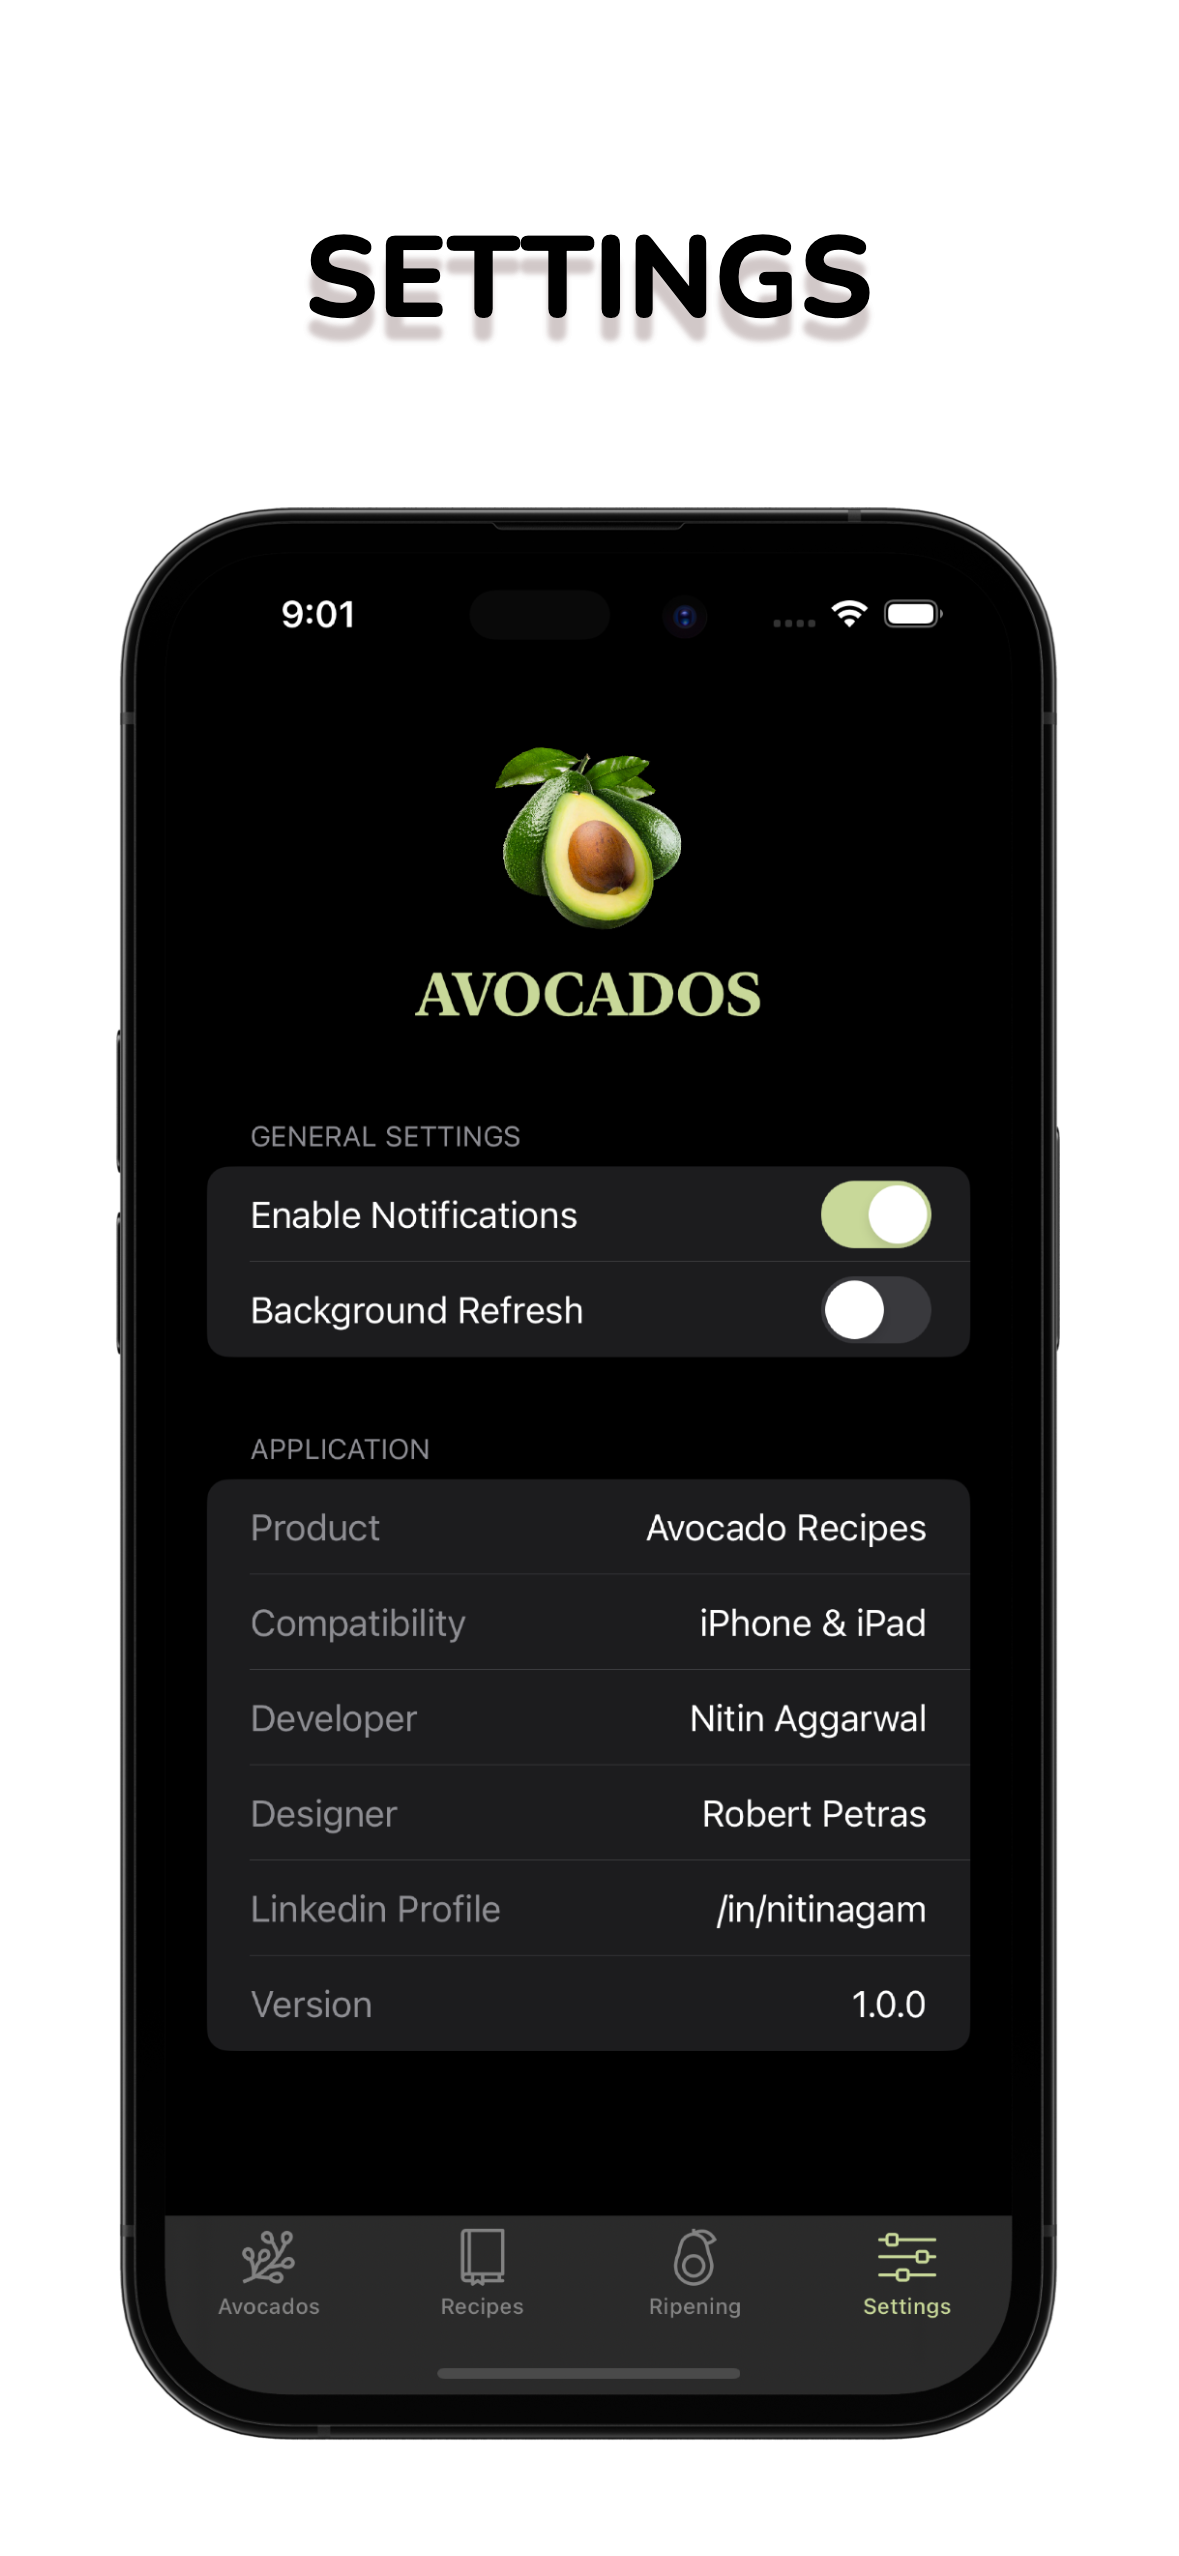 SETTINGS
9:01
AVOCADOS
GENERAL SETTINGS
Enable Notifications
Background Refresh
APPLICATION
Product Avocado Recipes
Compatibility iPhone & iPad
Developer Nitin Aggarwal
Designer Robert Petras
Linkedin Profile /in/nitinagam
Version 1.0.0
Avocados Recipes Ripening Settings